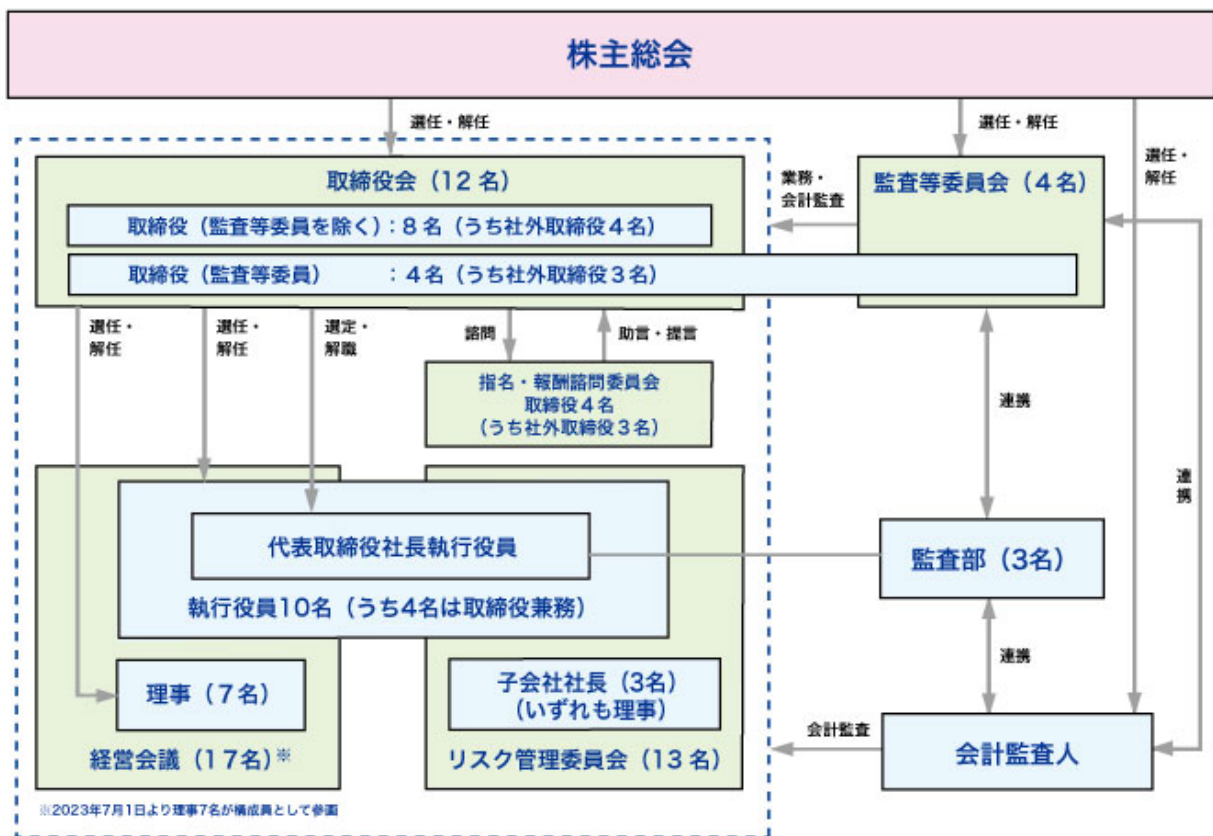 株主総会
選任・解任
選任・解任
選任・
解任
取締役会（12名）
取締役（監査等委員を除く）：8名（うち社外取締役4名）
取締役（監査等委員）　　　：4名（うち社外取締役3名）
業務・
会計監査
監査等委員会（4名）
選任・
解任
選任・
解任
選定・
解職
諮問
助言・提言
指名・報酬諮問委員会
取締役4名
（うち社外取締役3名）
連携
連携
代表取締役社長執行役員
執行役員10名（うち4名は取締役兼務）
監査部（3名）
理事（7名）
子会社社長（3名）
（いずれも理事）
連携
経営会議（17名）※
リスク管理委員会（13名）
会計監査
会計監査人
※2023年7月1日より理事7名が構成員として参画